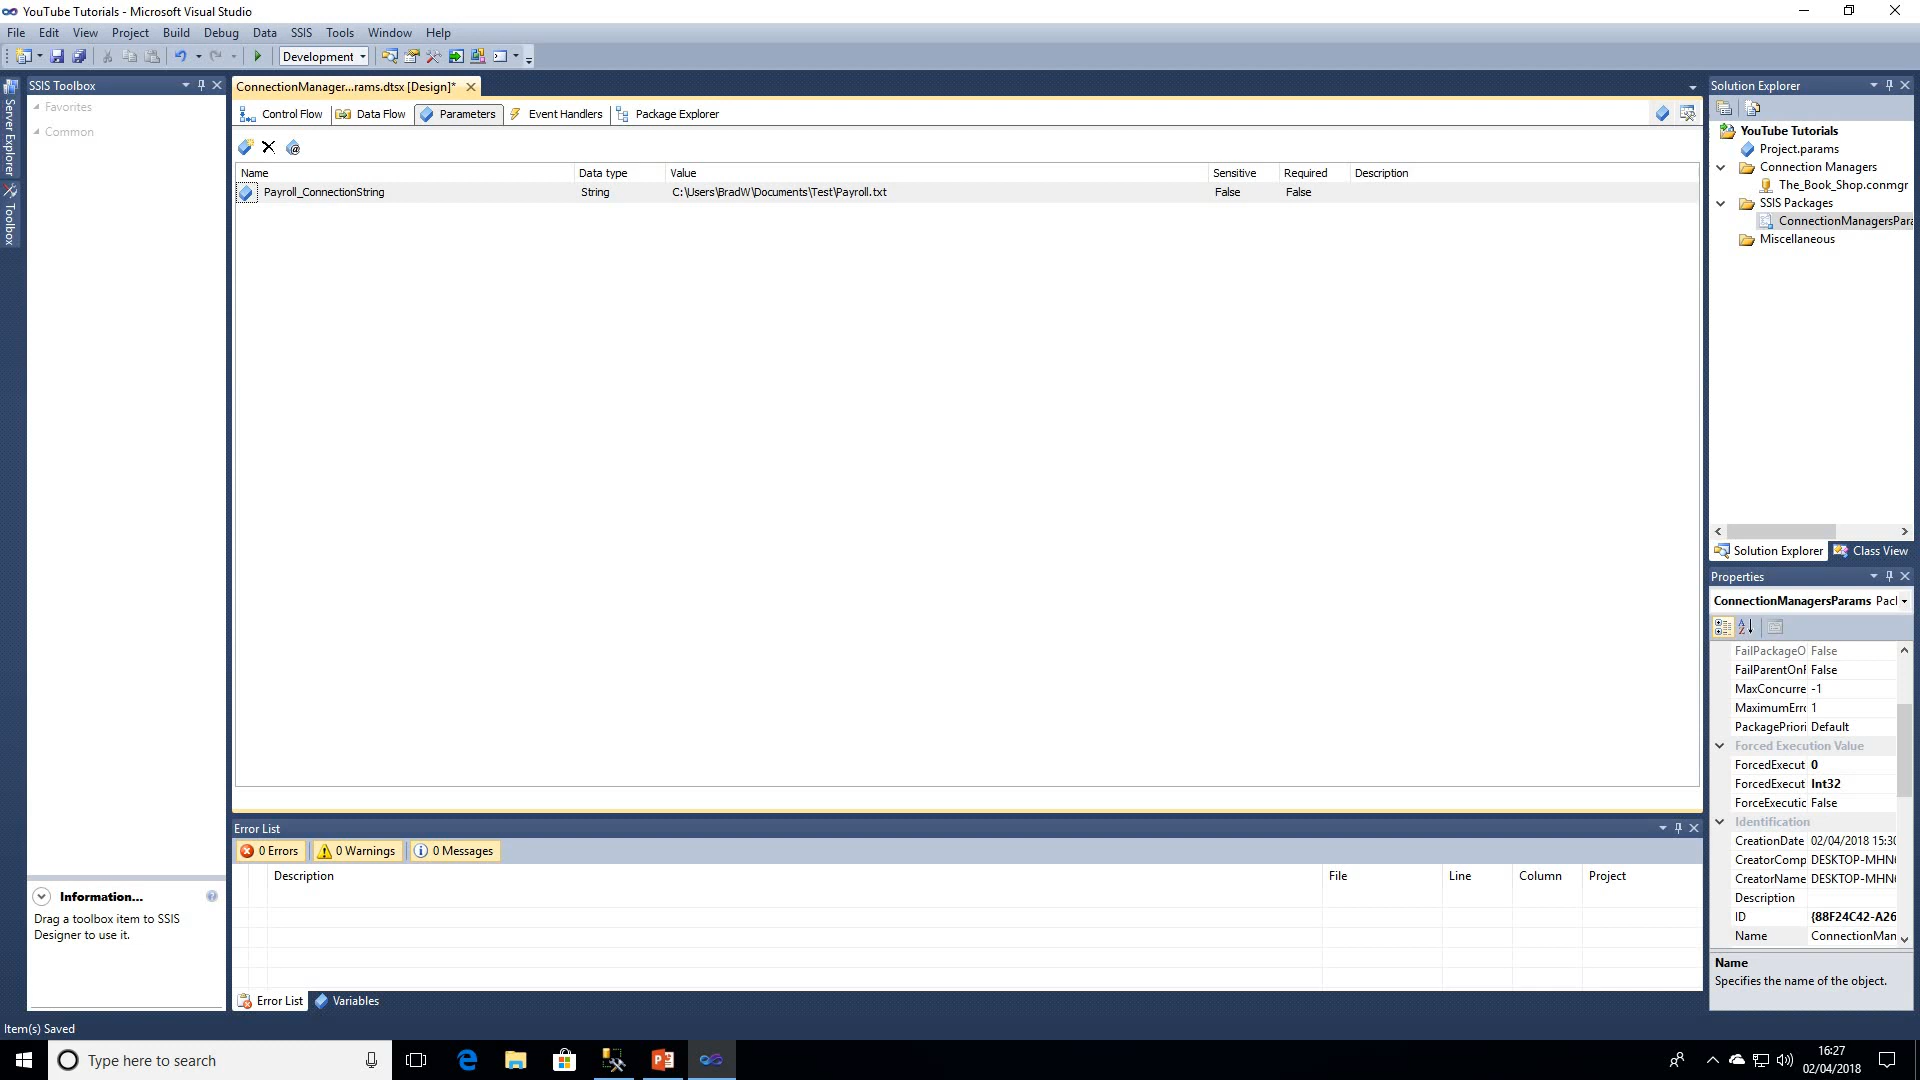 YouTube Tutorials - Microsoft Visual Studio
File Edit View Project Build Debug Data SSIS Tools Window Help
Development
Server Explorer
Toolbox
SSIS Toolbox
Favorites
Common
Information...
Drag a toolbox item to SSIS
Designer to use it.
ConnectionManager...rams.dtsx [Design]*
Control Flow Data Flow Parameters Event Handlers Package Explorer
Name Data type Value Sensitive Required Description
Payroll_ConnectionString String C:\Users\BradW\Documents\Test\Payroll.txt False False
Error List
0 Errors 0 Warnings 0 Messages
Description File Line Column Project
Error List Variables
Solution Explorer
YouTube Tutorials
Project.params
Connection Managers
The_Book_Shop.conmgr
SSIS Packages
ConnectionManagersPara
Miscellaneous
Solution Explorer Class View
Properties
ConnectionManagersParams Pacl
FailPackageO False
FailParentOnF False
MaxConcurre -1
MaximumErro 1
PackagePriori Default
Forced Execution Value
ForcedExecut 0
ForcedExecut Int32
ForceExecutic False
Identification
CreationDate 02/04/2018 15:30
CreatorComp DESKTOP-MHN6
CreatorName DESKTOP-MHN6
Description
ID {88F24C42-A26
Name ConnectionMan
Name
Specifies the name of the object.
Item(s) Saved
Type here to search
16:27
02/04/2018